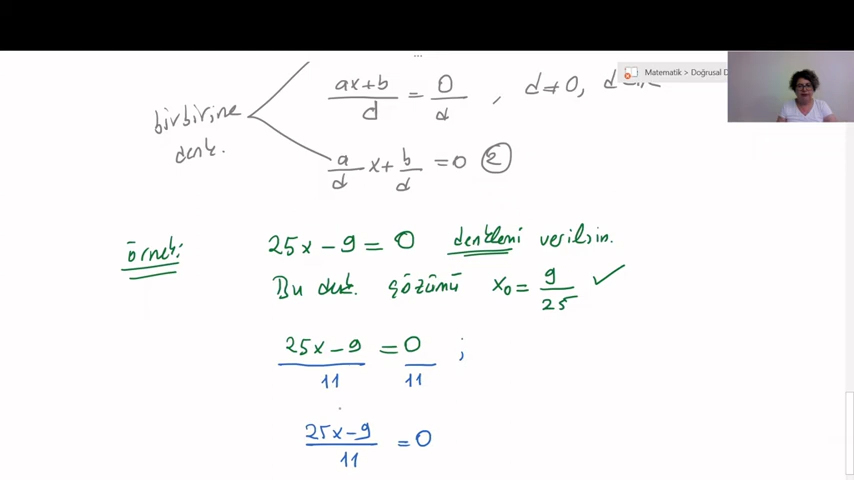 Matematik > Doğrusal D
(ax+b)/d = 0/d , d≠0, d
birbirine
denk.
a/d x + b/d = 0 ②
örnek: 25x - 9 = 0 denklemi verilsin.
Bu denk. çözümü x₀ = 9/25 ✓
(25x - 9)/11 = 0/11 ;
(25x - 9)/11 = 0